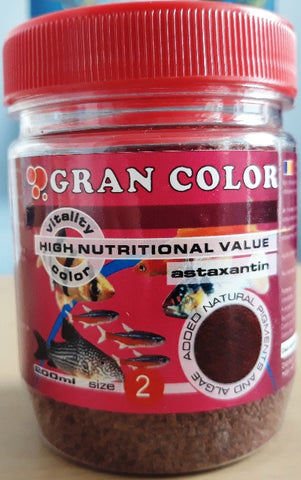 GRAN COLOR
vitality
color
HIGH NUTRITIONAL VALUE
astaxantin
ADDED NATURAL PIGMENTS AND ALGAE
200ml size 2